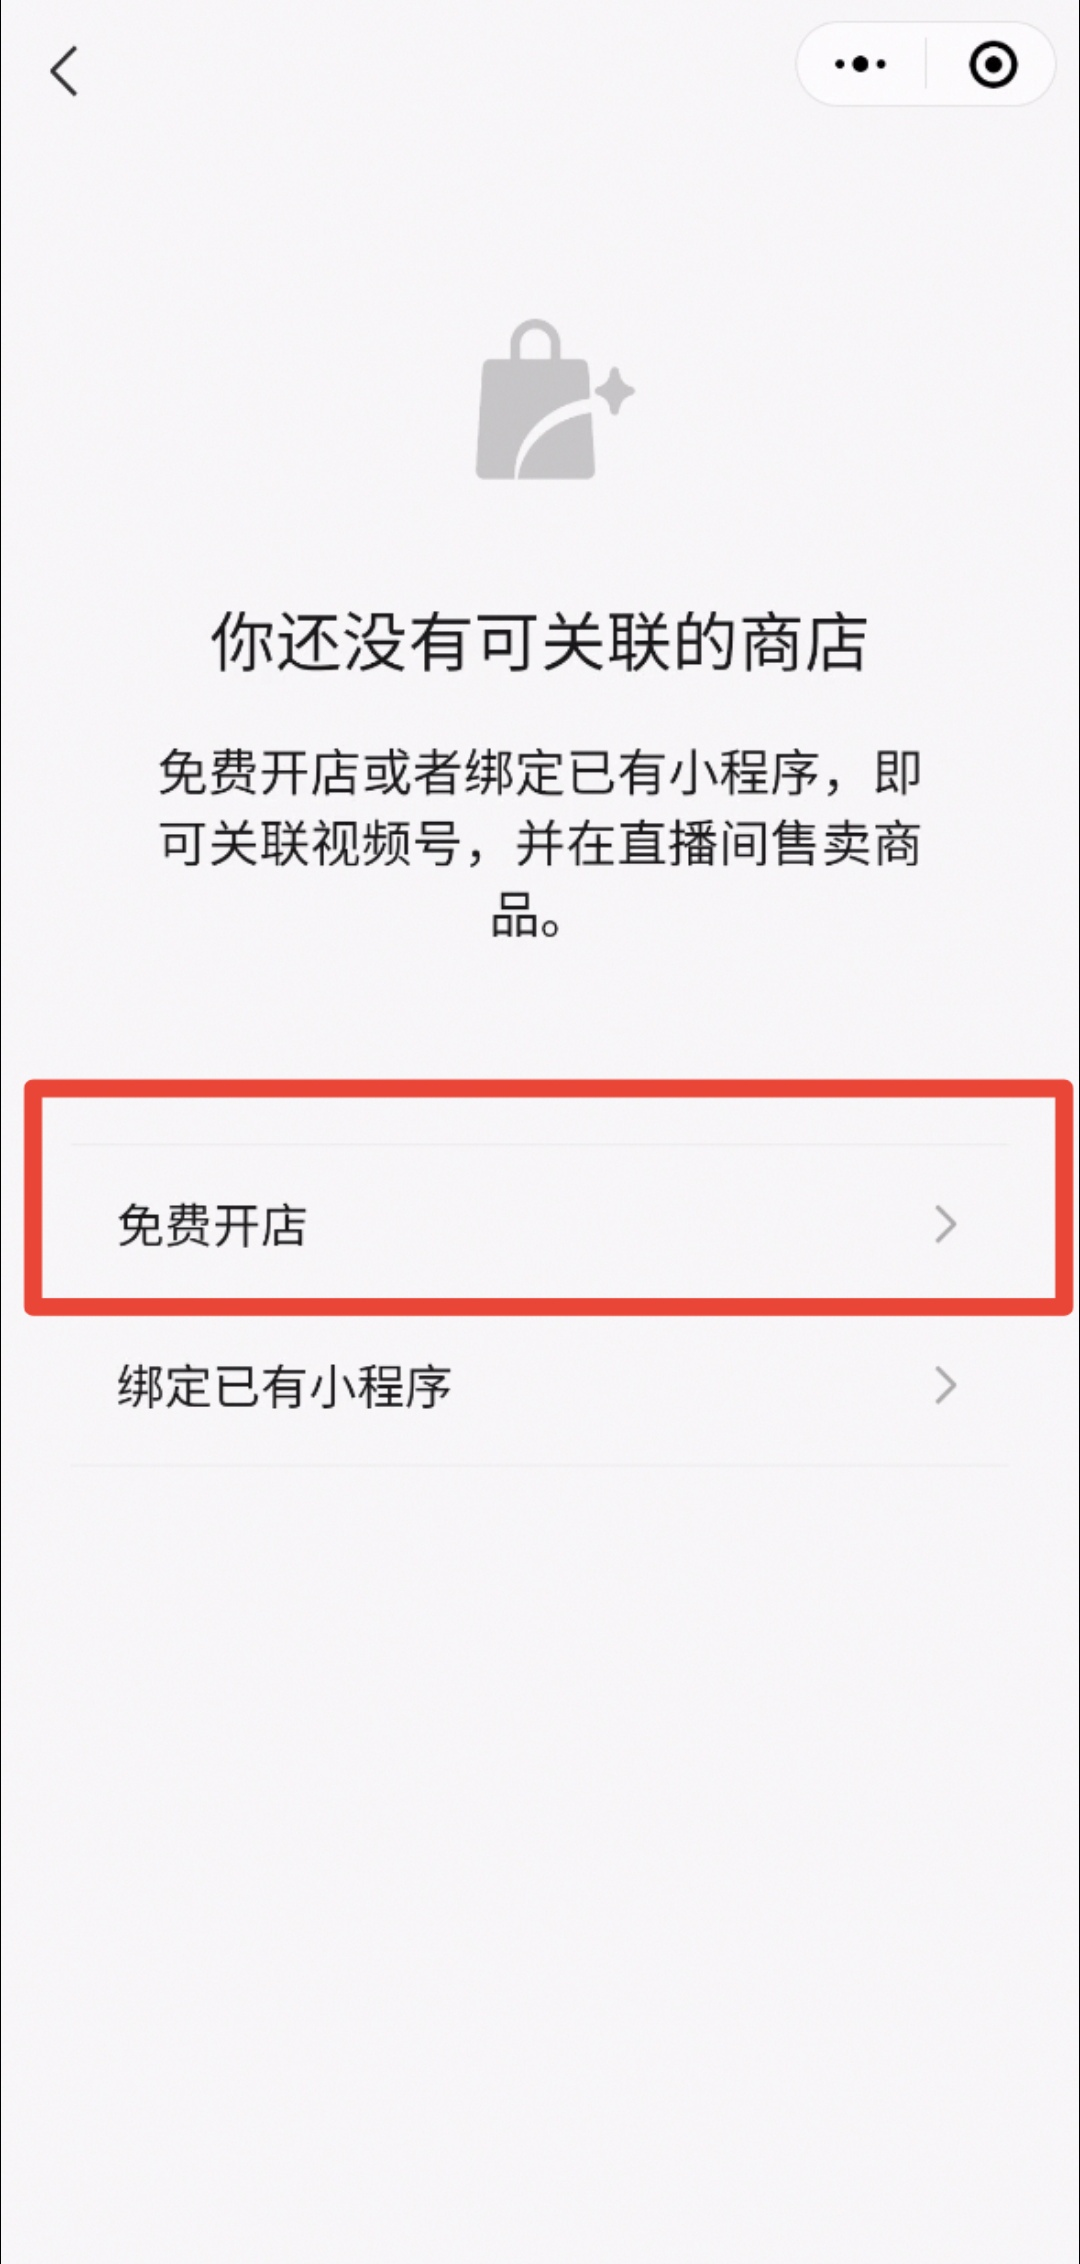 你还没有可关联的商店
免费开店或者绑定已有小程序，即
可关联视频号，并在直播间售卖商
品。
免费开店
绑定已有小程序